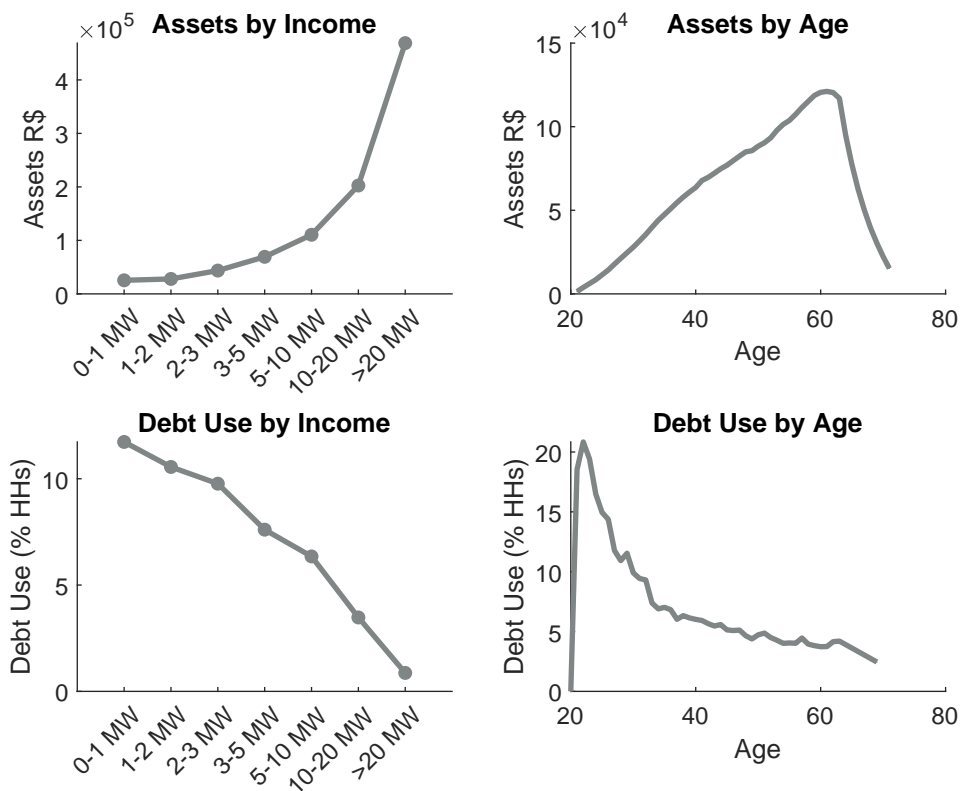 Assets by Income
×10^5
Assets R$
4
3
2
1
0
0-1 MW
1-2 MW
2-3 MW
3-5 MW
5-10 MW
10-20 MW
>20 MW
Assets by Age
×10^4
Assets R$
15
10
5
0
20
40
60
80
Age
Debt Use by Income
Debt Use (% HHs)
10
5
0
0-1 MW
1-2 MW
2-3 MW
3-5 MW
5-10 MW
10-20 MW
>20 MW
Debt Use by Age
Debt Use (% HHs)
20
15
10
5
0
20
40
60
80
Age